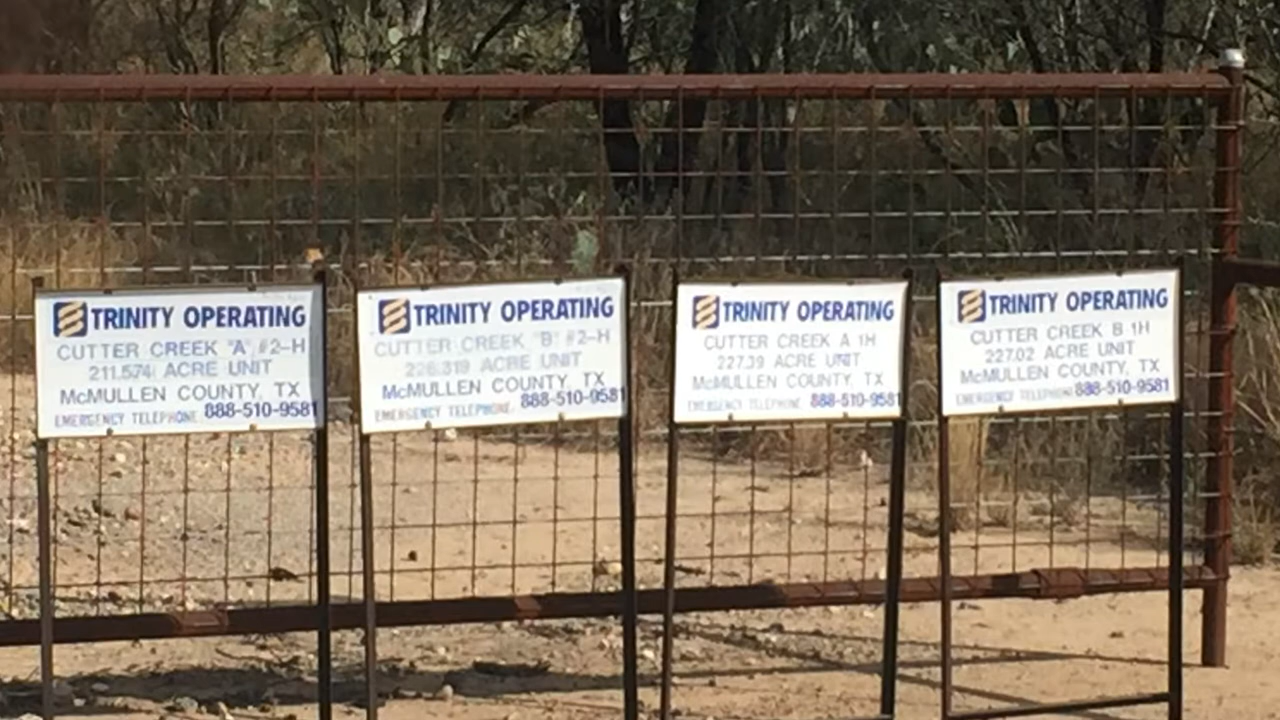 TRINITY OPERATING
CUTTER CREEK "A" #2-H
211.574 ACRE UNIT
McMULLEN COUNTY, TX
EMERGENCY TELEPHONE 888-510-9581
TRINITY OPERATING
CUTTER CREEK "B" #2-H
226.319 ACRE UNIT
McMULLEN COUNTY, TX
EMERGENCY TELEPHONE 888-510-9581
TRINITY OPERATING
CUTTER CREEK A 1H
227.39 ACRE UNIT
McMULLEN COUNTY, TX
EMERGENCY TELEPHONE 888-510-9581
TRINITY OPERATING
CUTTER CREEK B 1H
227.02 ACRE UNIT
McMULLEN COUNTY, TX
EMERGENCY TELEPHONE 888-510-9581